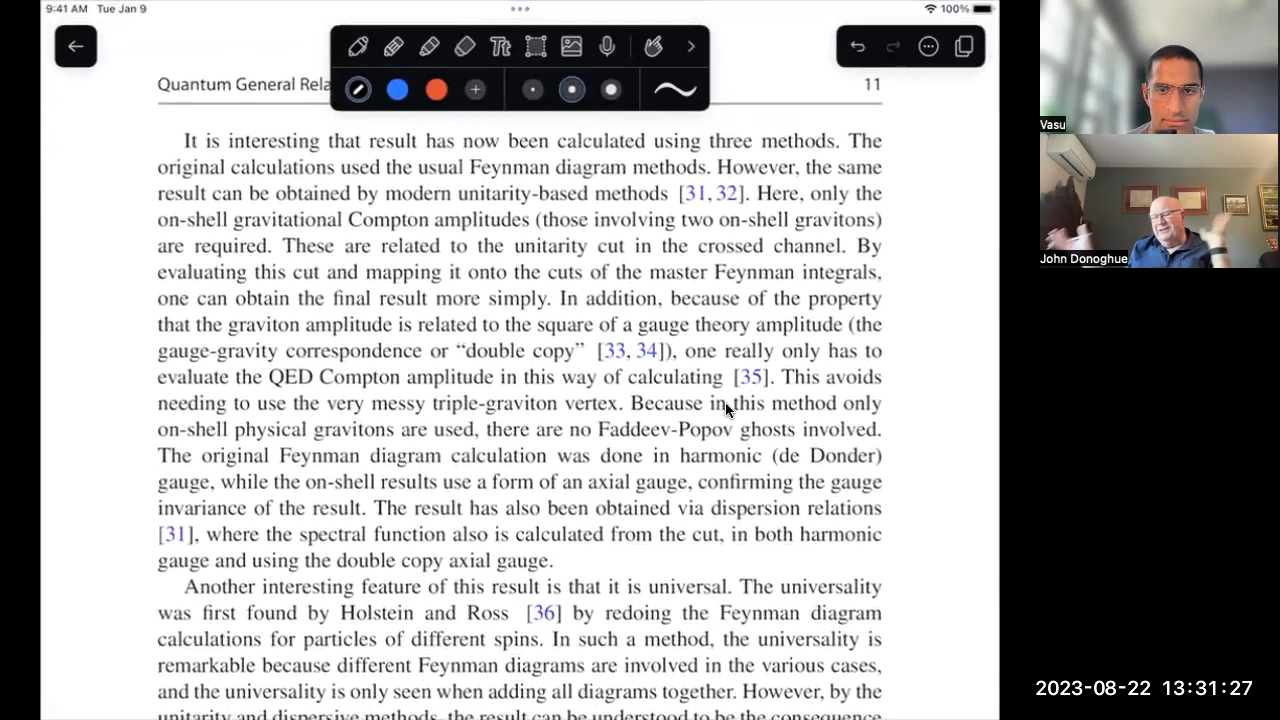 9:41 AM Tue Jan 9
100%
Tt
Quantum General Rela
11
It is interesting that result has now been calculated using three methods. The
original calculations used the usual Feynman diagram methods. However, the same
result can be obtained by modern unitarity-based methods [31, 32]. Here, only the
on-shell gravitational Compton amplitudes (those involving two on-shell gravitons)
are required. These are related to the unitarity cut in the crossed channel. By
evaluating this cut and mapping it onto the cuts of the master Feynman integrals,
one can obtain the final result more simply. In addition, because of the property
that the graviton amplitude is related to the square of a gauge theory amplitude (the
gauge-gravity correspondence or “double copy” [33, 34]), one really only has to
evaluate the QED Compton amplitude in this way of calculating [35]. This avoids
needing to use the very messy triple-graviton vertex. Because in this method only
on-shell physical gravitons are used, there are no Faddeev-Popov ghosts involved.
The original Feynman diagram calculation was done in harmonic (de Donder)
gauge, while the on-shell results use a form of an axial gauge, confirming the gauge
invariance of the result. The result has also been obtained via dispersion relations
[31], where the spectral function also is calculated from the cut, in both harmonic
gauge and using the double copy axial gauge.
Another interesting feature of this result is that it is universal. The universality
was first found by Holstein and Ross [36] by redoing the Feynman diagram
calculations for particles of different spins. In such a method, the universality is
remarkable because different Feynman diagrams are involved in the various cases,
and the universality is only seen when adding all diagrams together. However, by the
unitarity and dispersive methods, the result can be understood to be the consequence
Vasu
John Donoghue
2023-08-22 13:31:27